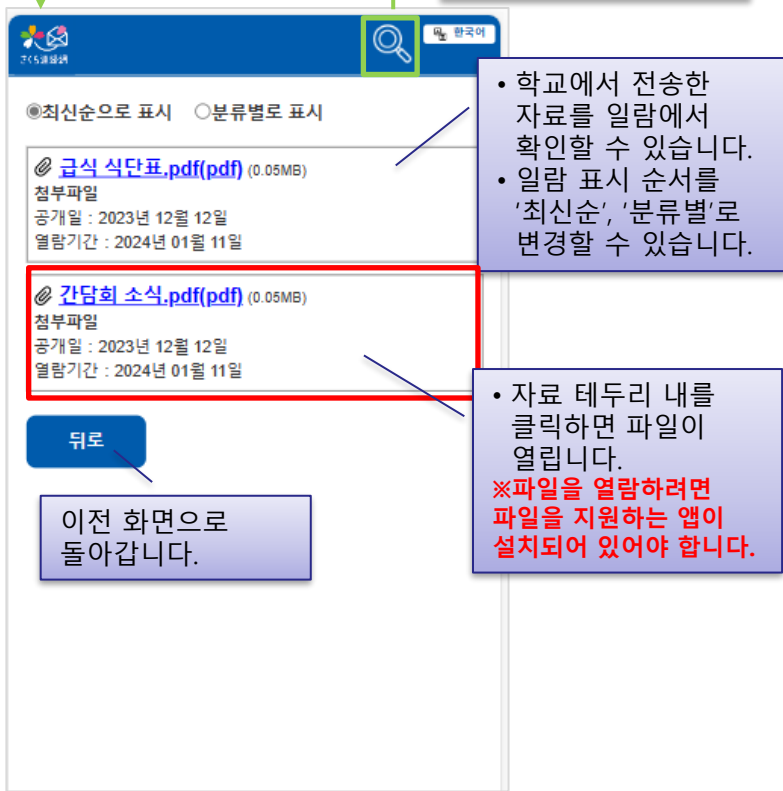 さくら連絡網
한국어
◉최신순으로 표시 ○분류별로 표시
급식 식단표.pdf(pdf) (0.05MB)
첨부파일
공개일 : 2023년 12월 12일
열람기간 : 2024년 01월 11일
간담회 소식.pdf(pdf) (0.05MB)
첨부파일
공개일 : 2023년 12월 12일
열람기간 : 2024년 01월 11일
뒤로
• 학교에서 전송한
자료를 일람에서
확인할 수 있습니다.
• 일람 표시 순서를
'최신순', '분류별'로
변경할 수 있습니다.
• 자료 테두리 내를
클릭하면 파일이
열립니다.
※파일을 열람하려면
파일을 지원하는 앱이
설치되어 있어야 합니다.
이전 화면으로
돌아갑니다.